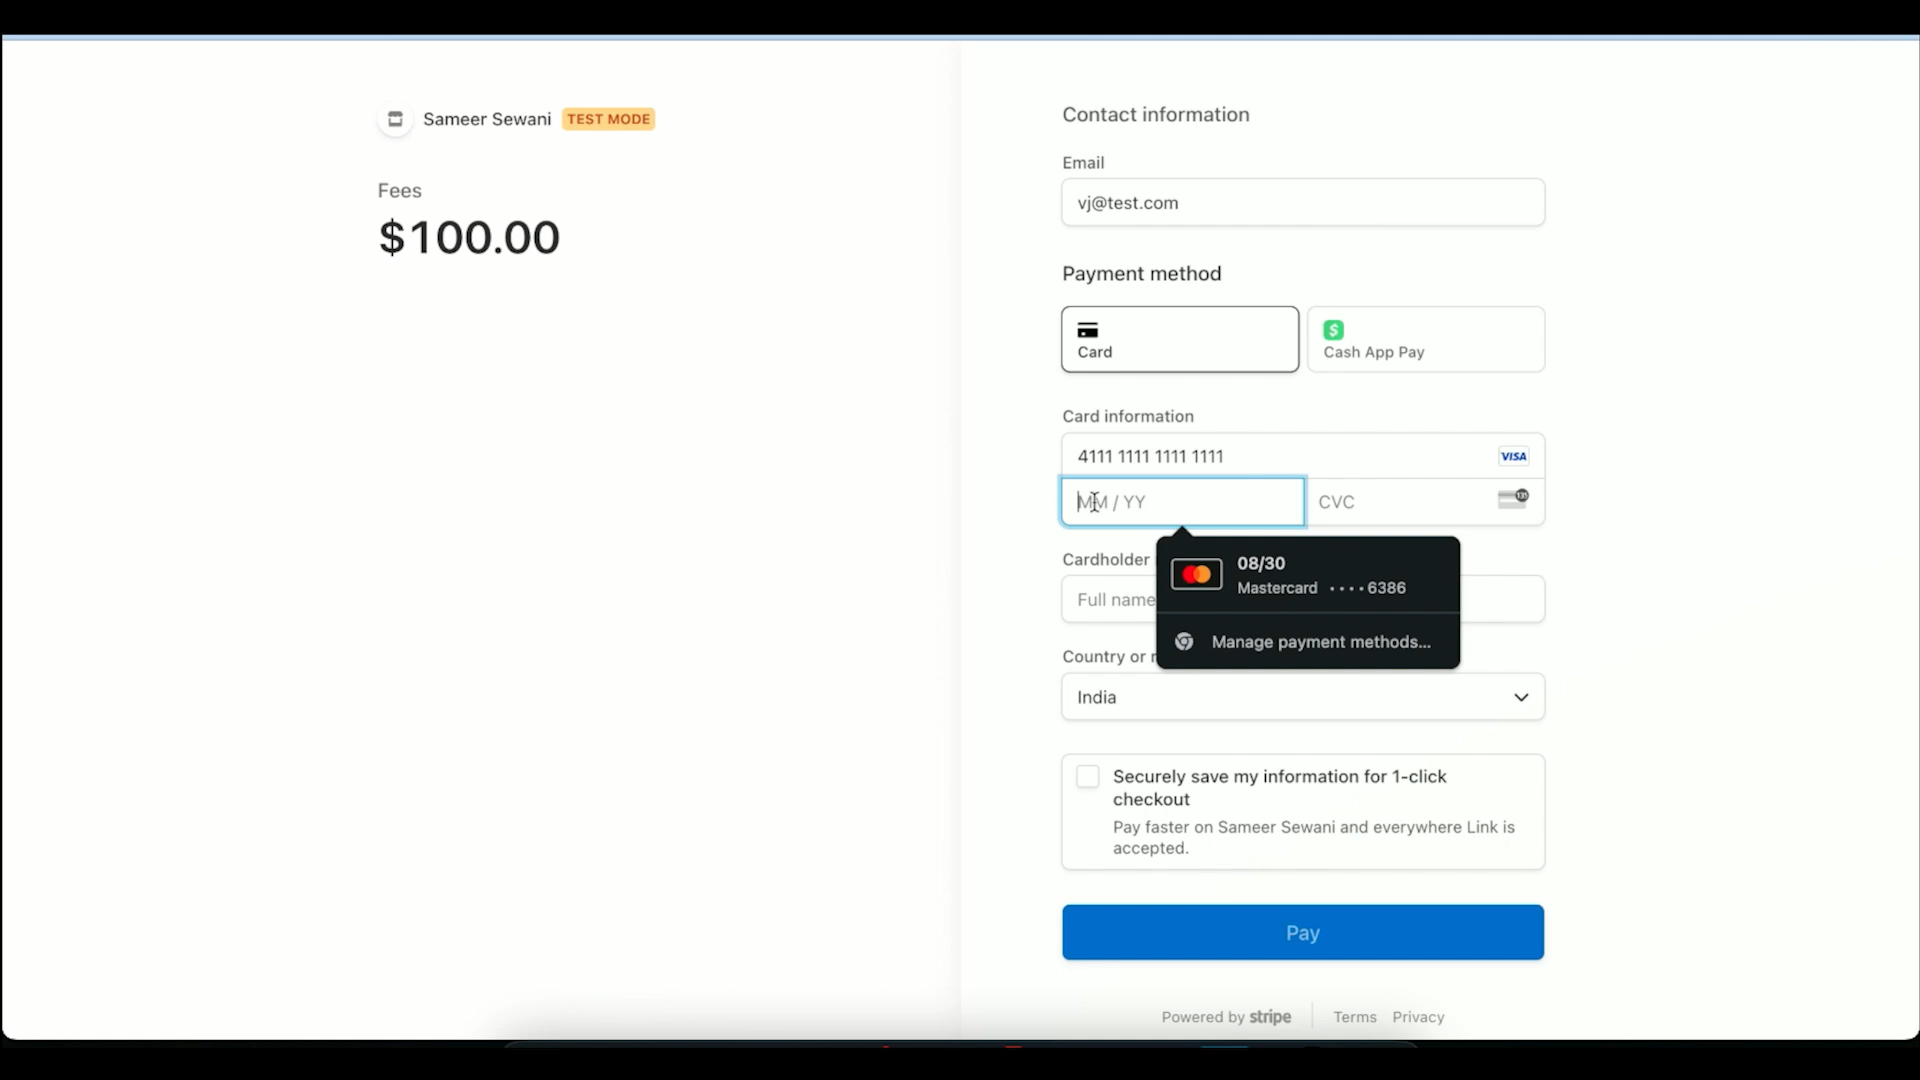 Sameer Sewani TEST MODE
Fees
$100.00
Contact information
Email
vj@test.com
Payment method
Card
Cash App Pay
Card information
4111 1111 1111 1111
VISA
MM / YY
CVC
135
08/30
Mastercard •••• 6386
Manage payment methods...
Cardholder
Full name
Country or r
India
Securely save my information for 1-click
checkout
Pay faster on Sameer Sewani and everywhere Link is
accepted.
Pay
Powered by stripe
Terms Privacy